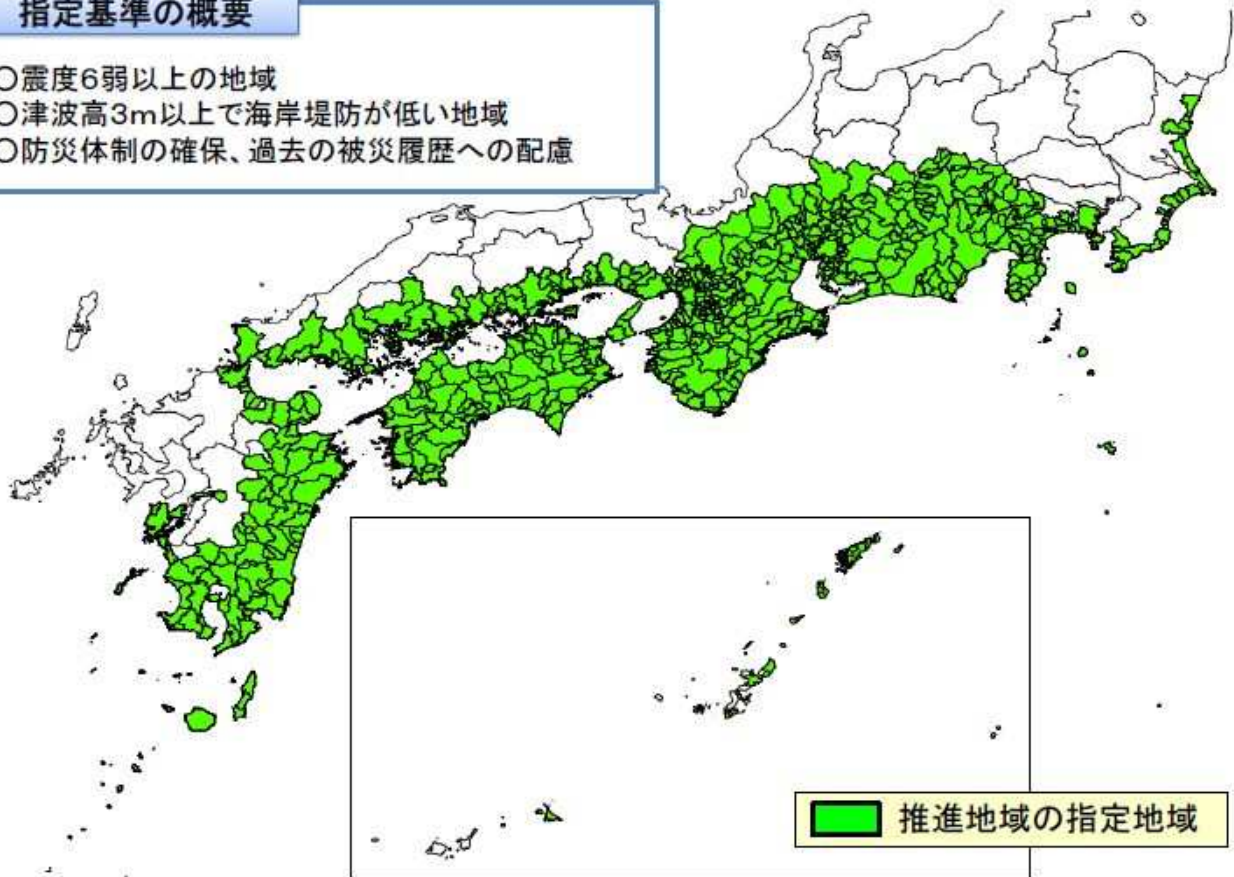 指定基準の概要
○震度6弱以上の地域
○津波高3m以上で海岸堤防が低い地域
○防災体制の確保、過去の被災履歴への配慮
推進地域の指定地域